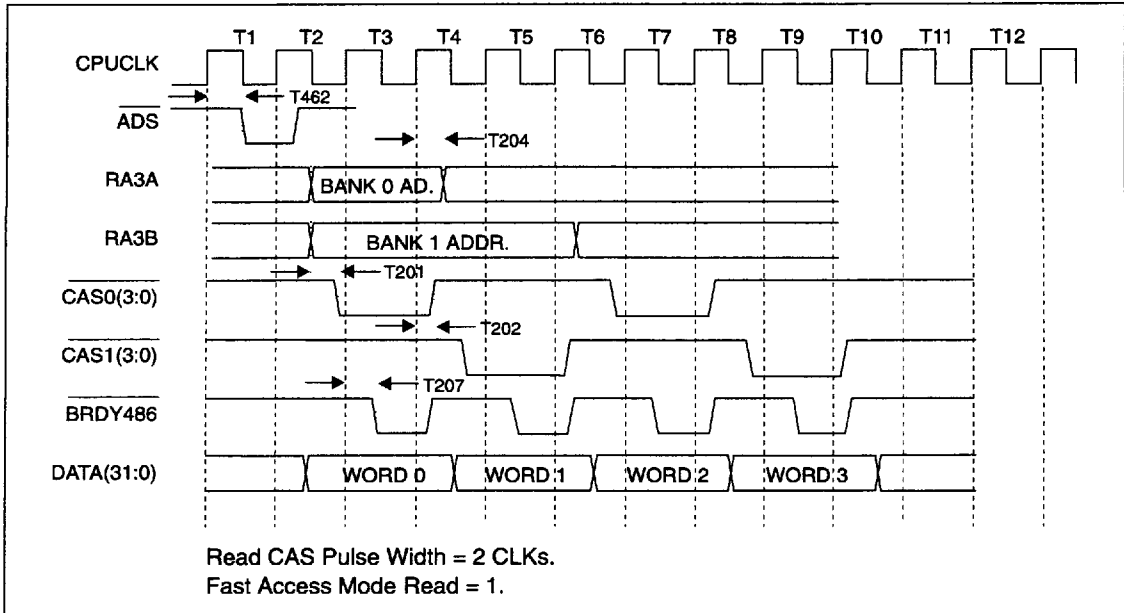 T1 T2 T3 T4 T5 T6 T7 T8 T9 T10 T11 T12
CPUCLK
T462
ADS
T204
RA3A
BANK 0 AD.
RA3B
BANK 1 ADDR.
T201
CAS0(3:0)
T202
CAS1(3:0)
T207
BRDY486
DATA(31:0)
WORD 0 WORD 1 WORD 2 WORD 3
Read CAS Pulse Width = 2 CLKs.
Fast Access Mode Read = 1.